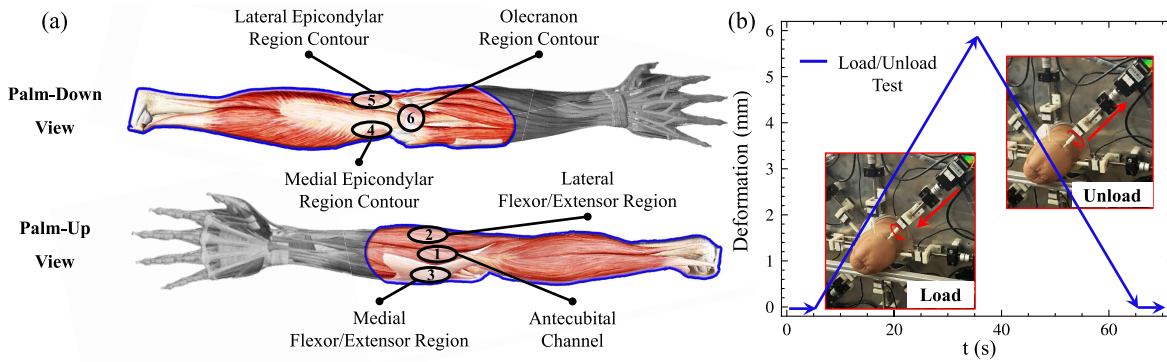 (a)
Lateral Epicondylar
Region Contour
Olecranon
Region Contour
Palm-Down
View
5
6
4
Medial Epicondylar
Region Contour
Lateral
Flexor/Extensor Region
Palm-Up
View
2
1
3
Medial
Flexor/Extensor Region
Antecubital
Channel
(b)
Deformation (mm)
6
5
4
3
2
1
0
Load/Unload
Test
Unload
Load
0
20
40
60
t (s)